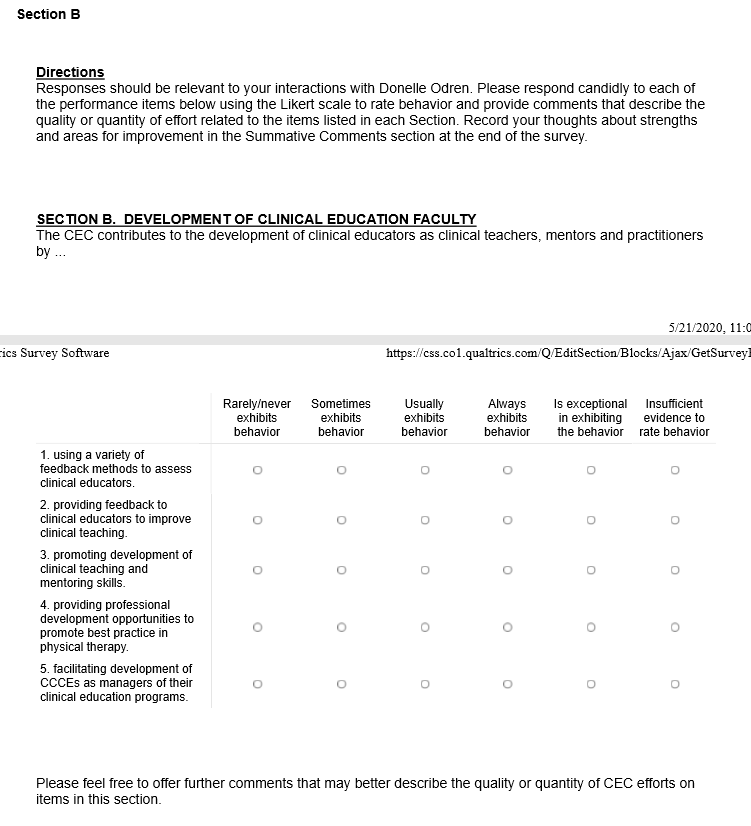 Section B
Directions
Responses should be relevant to your interactions with Donelle Odren. Please respond candidly to each of
the performance items below using the Likert scale to rate behavior and provide comments that describe the
quality or quantity of effort related to the items listed in each Section. Record your thoughts about strengths
and areas for improvement in the Summative Comments section at the end of the survey.
SECTION B. DEVELOPMENT OF CLINICAL EDUCATION FACULTY
The CEC contributes to the development of clinical educators as clinical teachers, mentors and practitioners
by ...
5/21/2020, 11:0
rics Survey Software https://css.co1.qualtrics.com/Q/EditSection/Blocks/Ajax/GetSurveyI
Rarely/never Sometimes Usually Always Is exceptional Insufficient
exhibits exhibits exhibits exhibits in exhibiting evidence to
behavior behavior behavior behavior the behavior rate behavior
1. using a variety of
feedback methods to assess
clinical educators.
2. providing feedback to
clinical educators to improve
clinical teaching.
3. promoting development of
clinical teaching and
mentoring skills.
4. providing professional
development opportunities to
promote best practice in
physical therapy.
5. facilitating development of
CCCEs as managers of their
clinical education programs.
Please feel free to offer further comments that may better describe the quality or quantity of CEC efforts on
items in this section.